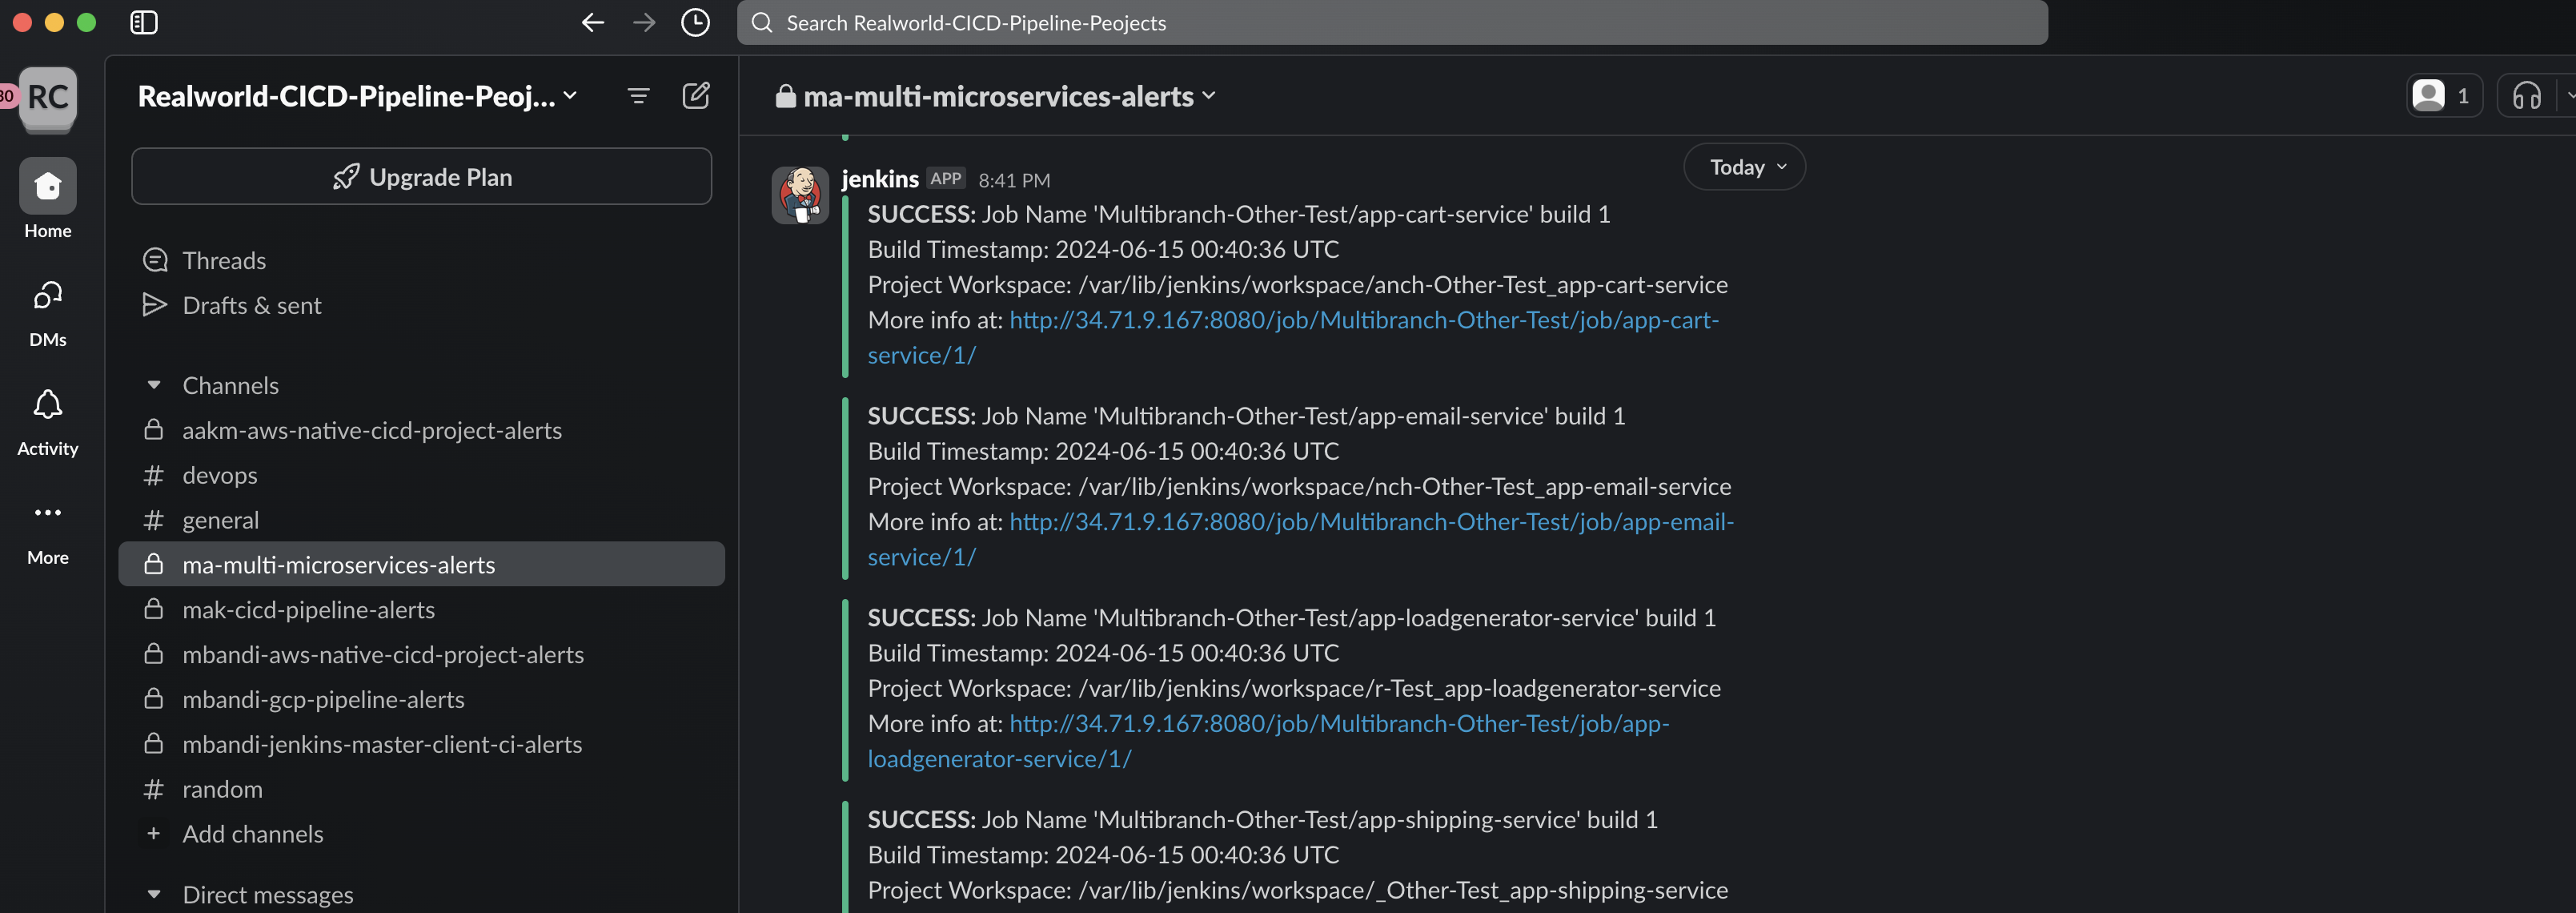 Search Realworld-CICD-Pipeline-Peojects
30
RC
Home
DMs
Activity
More
Realworld-CICD-Pipeline-Peoj...
Upgrade Plan
Threads
Drafts & sent
Channels
aakm-aws-native-cicd-project-alerts
# devops
# general
ma-multi-microservices-alerts
mak-cicd-pipeline-alerts
mbandi-aws-native-cicd-project-alerts
mbandi-gcp-pipeline-alerts
mbandi-jenkins-master-client-ci-alerts
# random
+ Add channels
Direct messages
ma-multi-microservices-alerts
1
Today
jenkins APP 8:41 PM
SUCCESS: Job Name 'Multibranch-Other-Test/app-cart-service' build 1
Build Timestamp: 2024-06-15 00:40:36 UTC
Project Workspace: /var/lib/jenkins/workspace/anch-Other-Test_app-cart-service
More info at: http://34.71.9.167:8080/job/Multibranch-Other-Test/job/app-cart-
service/1/
SUCCESS: Job Name 'Multibranch-Other-Test/app-email-service' build 1
Build Timestamp: 2024-06-15 00:40:36 UTC
Project Workspace: /var/lib/jenkins/workspace/nch-Other-Test_app-email-service
More info at: http://34.71.9.167:8080/job/Multibranch-Other-Test/job/app-email-
service/1/
SUCCESS: Job Name 'Multibranch-Other-Test/app-loadgenerator-service' build 1
Build Timestamp: 2024-06-15 00:40:36 UTC
Project Workspace: /var/lib/jenkins/workspace/r-Test_app-loadgenerator-service
More info at: http://34.71.9.167:8080/job/Multibranch-Other-Test/job/app-
loadgenerator-service/1/
SUCCESS: Job Name 'Multibranch-Other-Test/app-shipping-service' build 1
Build Timestamp: 2024-06-15 00:40:36 UTC
Project Workspace: /var/lib/jenkins/workspace/_Other-Test_app-shipping-service